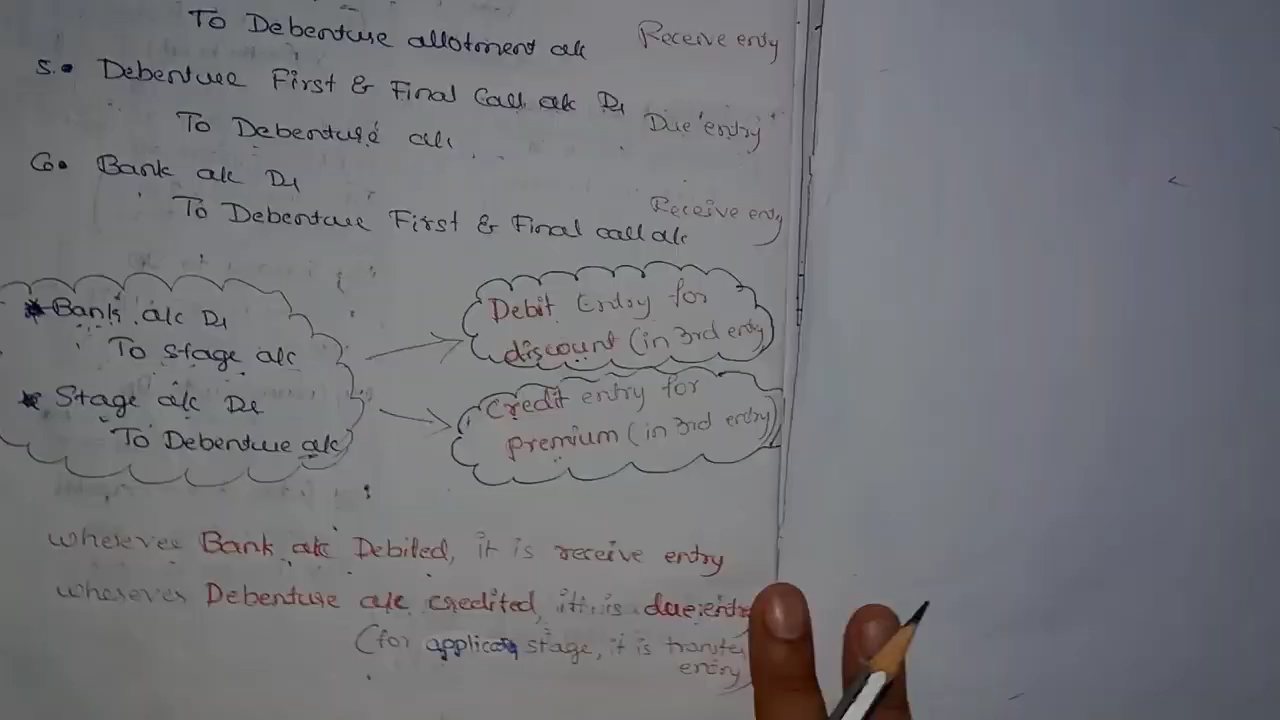 To Debenture allotment a/c Receive entry
5. Debenture First & Final Call a/c Dr
To Debenture a/c Due entry
6. Bank a/c Dr
To Debenture First & Final call a/c Receive entry
* Bank a/c Dr
To Stage a/c
* Stage a/c Dr
To Debenture a/c
Debit Entry for
discount (in 3rd entry
Credit entry for
premium (in 3rd entry)
wherever Bank a/c Debited, it is receive entry
wherever Debenture a/c credited, it is due entry
(for applicatn stage, it is transfer
entry)